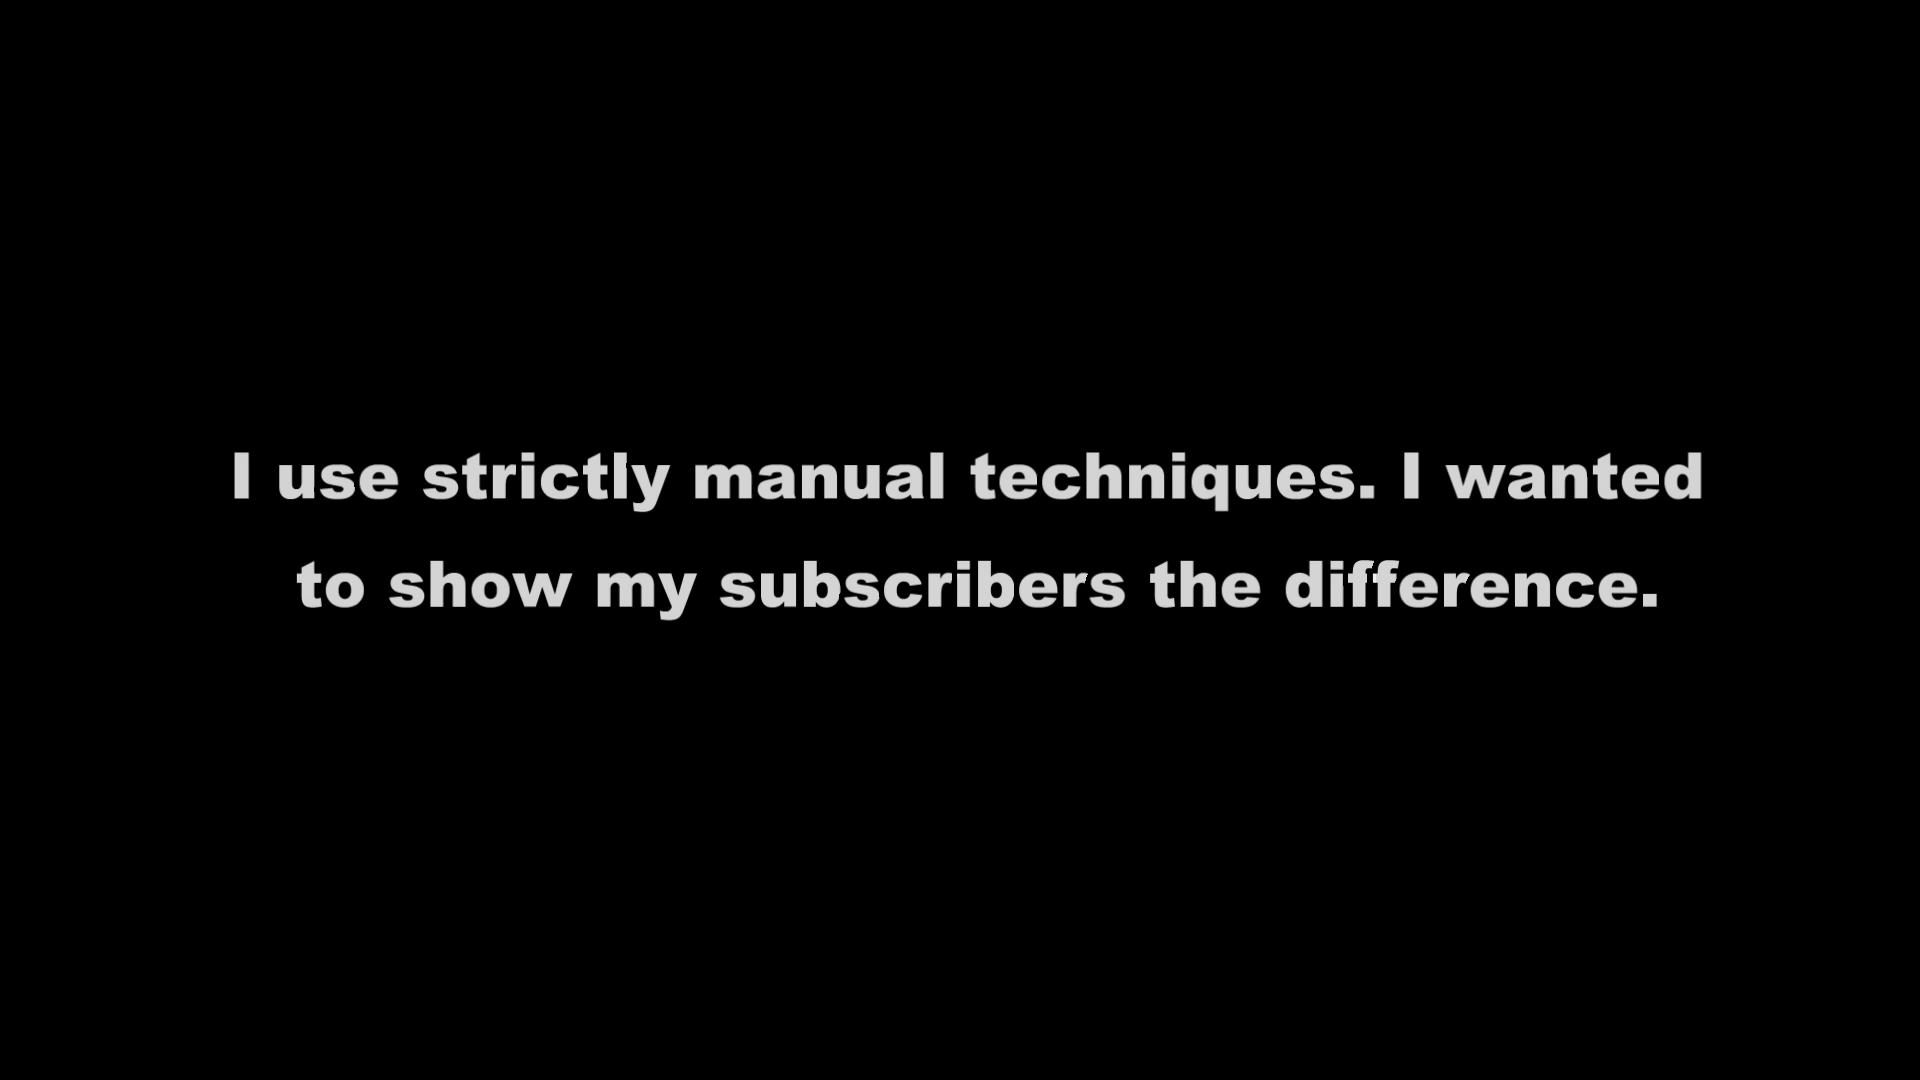 I use strictly manual techniques. I wanted
to show my subscribers the difference.